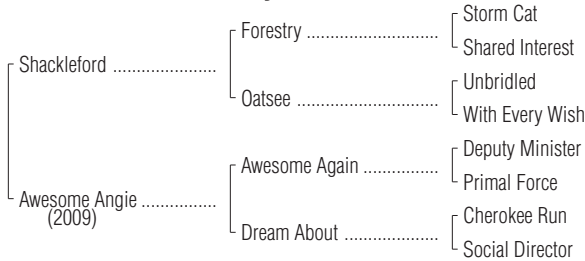 Storm Cat
Forestry ..........................
Shared Interest
Shackleford .....................
Unbridled
Oatsee ............................
With Every Wish
Deputy Minister
Awesome Again ...............
Primal Force
Awesome Angie ...............
(2009)
Cherokee Run
Dream About ...................
Social Director